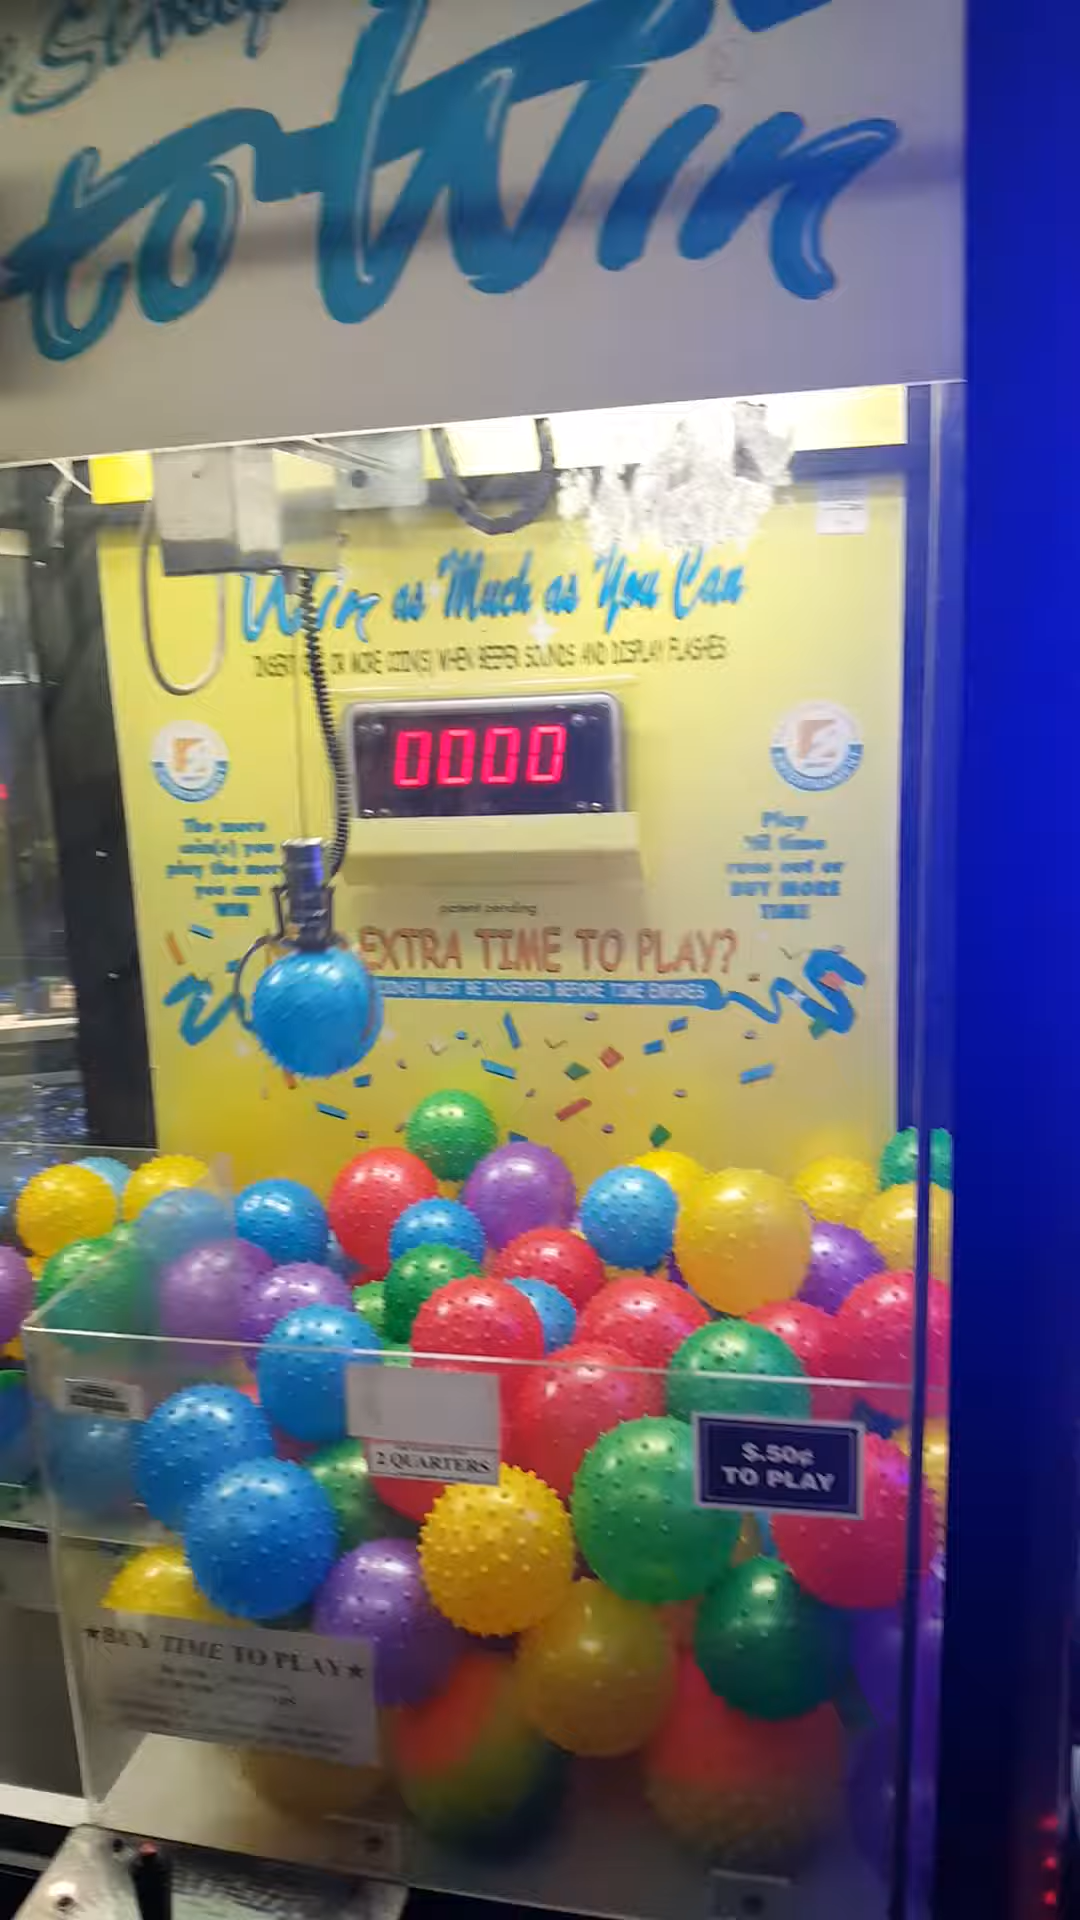 to Win
Win as Much as You Can
INSERT OR MORE COIN(S) WHEN BEEPER SOUNDS AND DISPLAY FLASHES
0000
The more
coin(s) you
play the more
you can
WIN
Play
'til time
runs out or
BUY MORE
TIME
patent pending
EXTRA TIME TO PLAY?
COIN(S) MUST BE INSERTED BEFORE TIME EXPIRES
2 QUARTERS
$.50¢
TO PLAY
★BUY TIME TO PLAY★